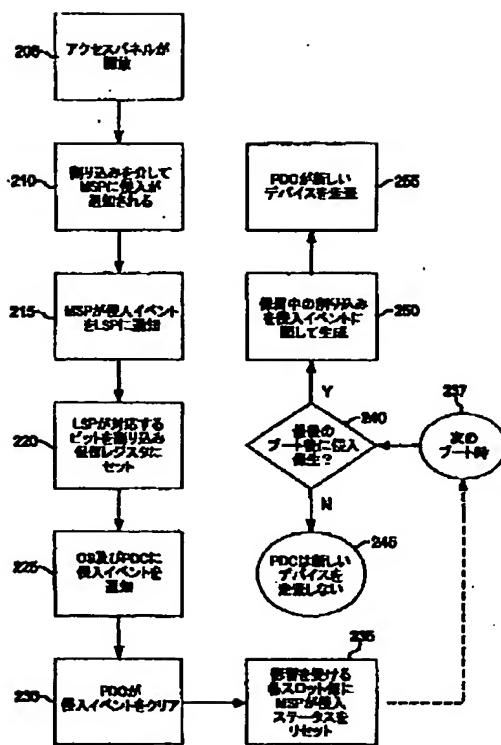 205
アクセスパネルが
開放
210
割り込みを介して
MSPに侵入が
通知される
215
MSPが侵入イベント
をLSPに通知
220
LSPが対応する
ビットを割り込み
レジスタに
セット
225
OS及びPDCに
侵入イベントを
通知
230
PDCが
侵入イベントをクリア
235
影響を受ける
各スロット毎に
MSPが侵入
ステータスを
リセット
237
次の
ブート時
240
最後の
ブート後に侵入
発生?
Y
N
245
PDCは新しい
デバイスを
走査しない
250
保留中の割り込み
を侵入イベントに
関して生成
255
PDCが新しい
デバイスを走査